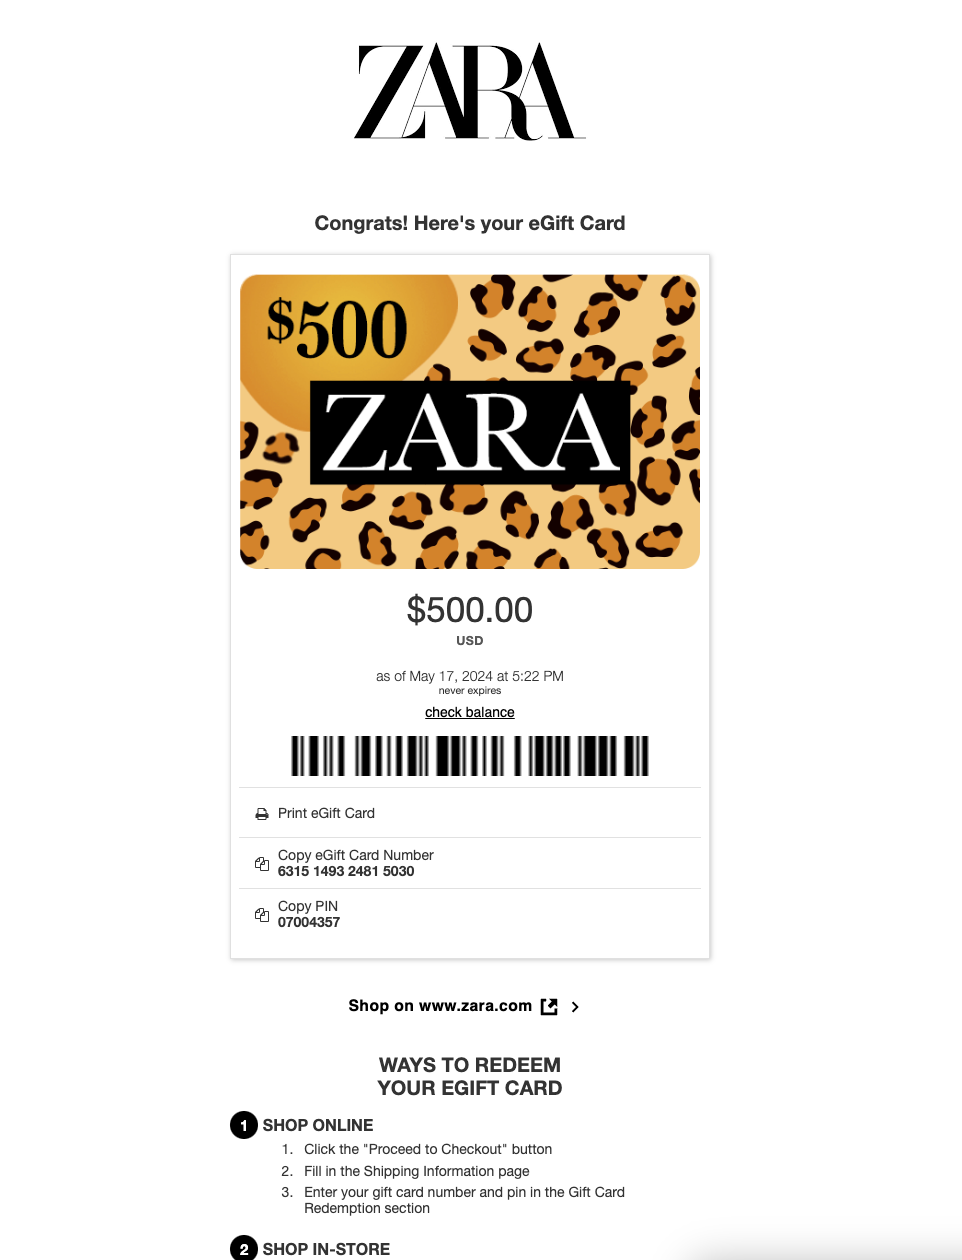 ZARA
Congrats! Here's your eGift Card
$500
ZARA
$500.00
USD
as of May 17, 2024 at 5:22 PM
never expires
check balance
Print eGift Card
Copy eGift Card Number
6315 1493 2481 5030
Copy PIN
07004357
Shop on www.zara.com
WAYS TO REDEEM
YOUR EGIFT CARD
1 SHOP ONLINE
1. Click the "Proceed to Checkout" button
2. Fill in the Shipping Information page
3. Enter your gift card number and pin in the Gift Card
Redemption section
2 SHOP IN-STORE